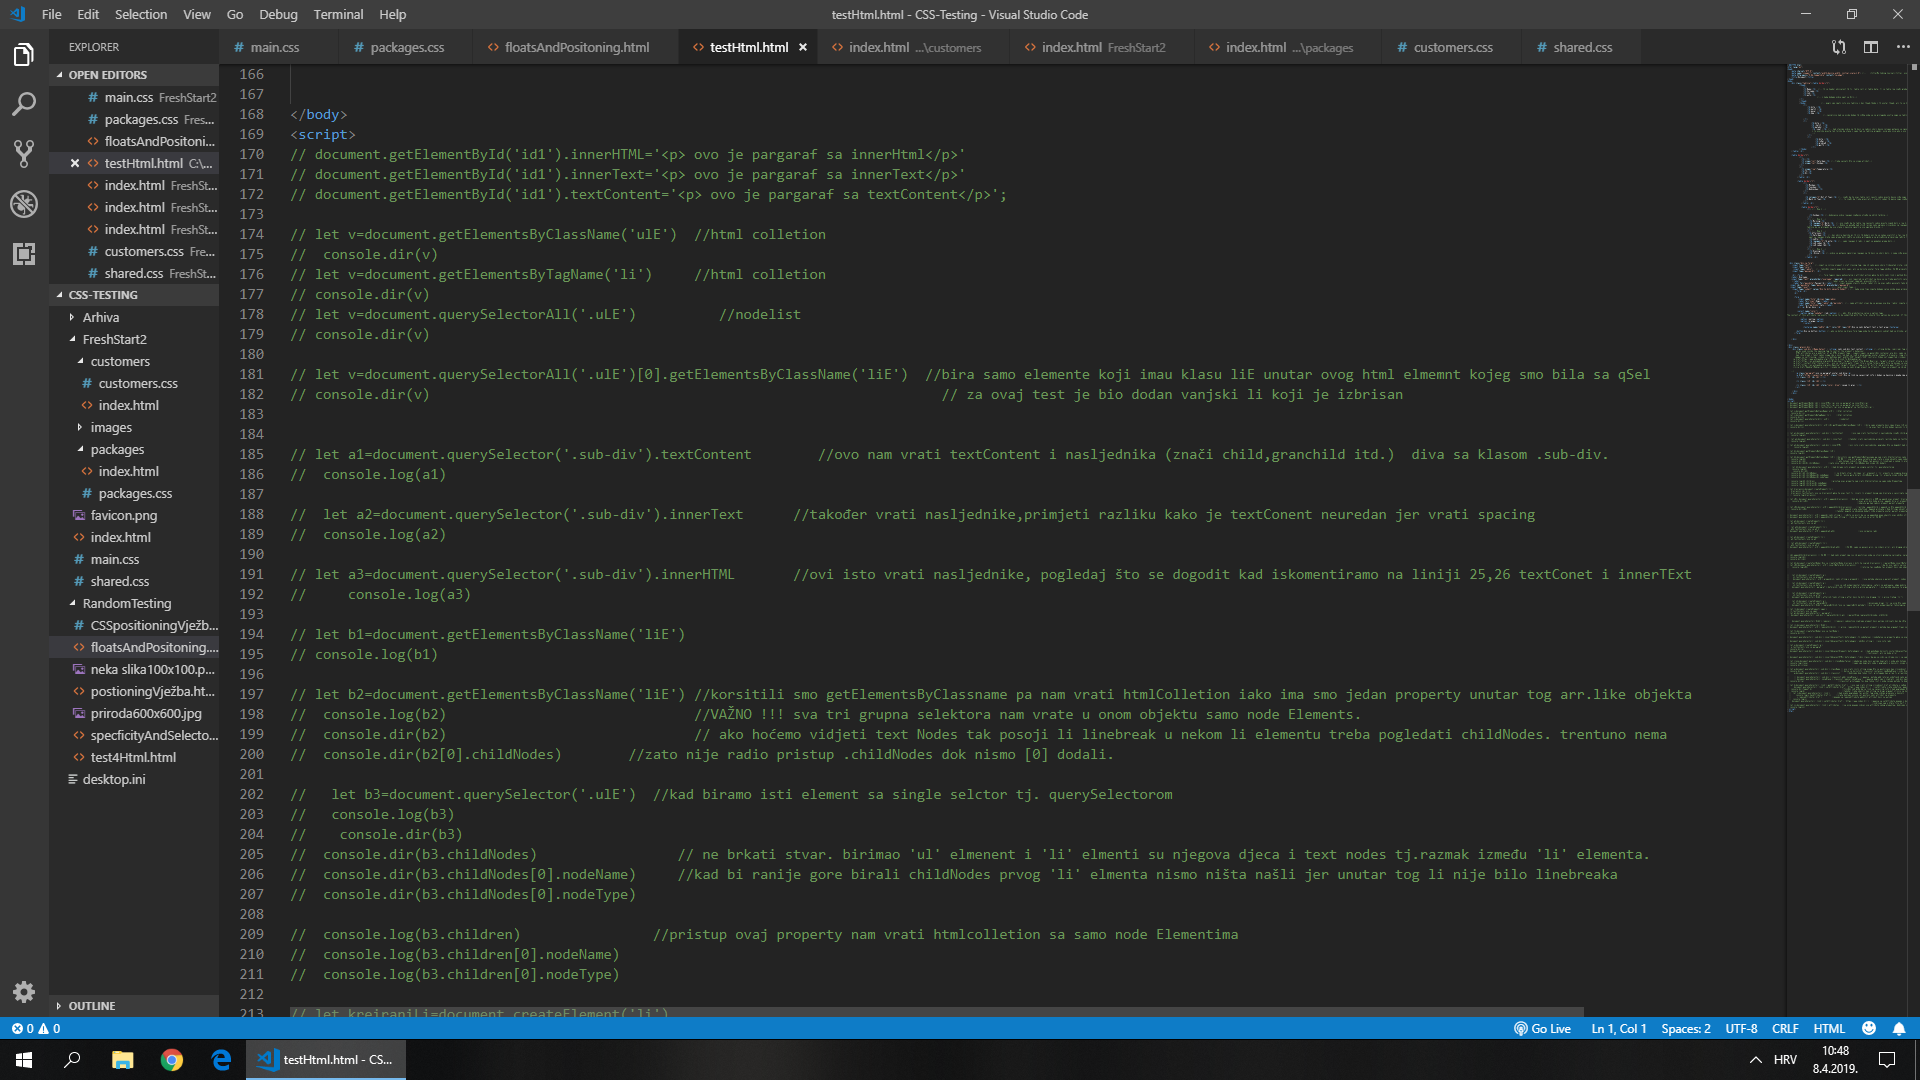 File Edit Selection View Go Debug Terminal Help
testHtml.html - CSS-Testing - Visual Studio Code
EXPLORER
# main.css
# packages.css
<> floatsAndPositoning.html
<> testHtml.html ×
<> index.html ...\customers
<> index.html FreshStart2
<> index.html ...\packages
# customers.css
# shared.css
OPEN EDITORS
# main.css FreshStart2
# packages.css Fres...
<> floatsAndPositoni...
× <> testHtml.html C:\...
<> index.html FreshSt...
<> index.html FreshSt...
<> index.html FreshSt...
# customers.css Fre...
# shared.css FreshSt...
CSS-TESTING
Arhiva
FreshStart2
customers
# customers.css
<> index.html
images
packages
<> index.html
# packages.css
favicon.png
<> index.html
# main.css
# shared.css
RandomTesting
# CSSpositioningVježb...
<> floatsAndPositoning....
neka slika100x100.p...
<> postioningVježba.ht...
priroda600x600.jpg
<> specficityAndSelecto...
<> test4Html.html
desktop.ini
OUTLINE
166
167
168 </body>
169 <script>
170 // document.getElementById('id1').innerHTML='<p> ovo je pargaraf sa innerHtml</p>'
171 // document.getElementById('id1').innerText='<p> ovo je pargaraf sa innerText</p>'
172 // document.getElementById('id1').textContent='<p> ovo je pargaraf sa textContent</p>';
173
174 // let v=document.getElementsByClassName('ulE') //html colletion
175 // console.dir(v)
176 // let v=document.getElementsByTagName('li') //html colletion
177 // console.dir(v)
178 // let v=document.querySelectorAll('.uLE') //nodelist
179 // console.dir(v)
180
181 // let v=document.querySelectorAll('.ulE')[0].getElementsByClassName('liE') //bira samo elemente koji imau klasu liE unutar ovog html elmemnt kojeg smo bila sa qSel
182 // console.dir(v) // za ovaj test je bio dodan vanjski li koji je izbrisan
183
184
185 // let a1=document.querySelector('.sub-div').textContent //ovo nam vrati textContent i nasljednika (znači child,granchild itd.) diva sa klasom .sub-div.
186 // console.log(a1)
187
188 // let a2=document.querySelector('.sub-div').innerText //također vrati nasljednike,primjeti razliku kako je textConent neuredan jer vrati spacing
189 // console.log(a2)
190
191 // let a3=document.querySelector('.sub-div').innerHTML //ovi isto vrati nasljednike, pogledaj što se dogodit kad iskomentiramo na liniji 25,26 textConet i innerTExt
192 // console.log(a3)
193
194 // let b1=document.getElementsByClassName('liE')
195 // console.log(b1)
196
197 // let b2=document.getElementsByClassName('liE') //korsitili smo getElementsByClassname pa nam vrati htmlColletion iako ima smo jedan property unutar tog arr.like objekta
198 // console.log(b2) //VAŽNO !!! sva tri grupna selektora nam vrate u onom objektu samo node Elements.
199 // console.dir(b2) // ako hoćemo vidjeti text Nodes tak posoji li linebreak u nekom li elementu treba pogledati childNodes. trentuno nema
200 // console.dir(b2[0].childNodes) //zato nije radio pristup .childNodes dok nismo [0] dodali.
201
202 // let b3=document.querySelector('.ulE') //kad biramo isti element sa single selctor tj. querySelectorom
203 // console.log(b3)
204 // console.dir(b3)
205 // console.dir(b3.childNodes) // ne brkati stvar. birimao 'ul' elmenent i 'li' elmenti su njegova djeca i text nodes tj.razmak između 'li' elementa.
206 // console.dir(b3.childNodes[0].nodeName) //kad bi ranije gore birali childNodes prvog 'li' elmenta nismo ništa našli jer unutar tog li nije bilo linebreaka
207 // console.dir(b3.childNodes[0].nodeType)
208
209 // console.log(b3.children) //pristup ovaj property nam vrati htmlcolletion sa samo node Elementima
210 // console.log(b3.children[0].nodeName)
211 // console.log(b3.children[0].nodeType)
212
213 // let kreiraniLi=document.createElement('li')
0 0
Go Live Ln 1, Col 1 Spaces: 2 UTF-8 CRLF HTML
testHtml.html - CS...
HRV
10:48
8.4.2019.